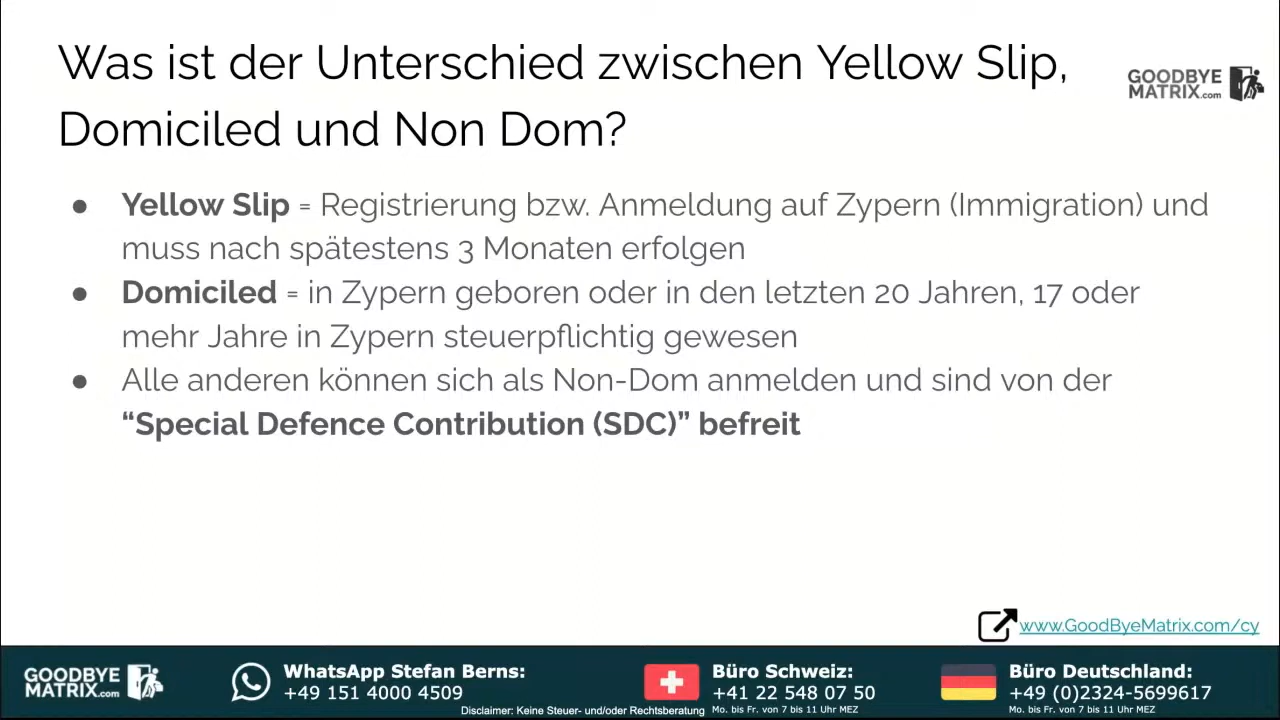 Was ist der Unterschied zwischen Yellow Slip,
Domiciled und Non Dom?
GOODBYE
MATRIX.com
● Yellow Slip = Registrierung bzw. Anmeldung auf Zypern (Immigration) und
muss nach spätestens 3 Monaten erfolgen
● Domiciled = in Zypern geboren oder in den letzten 20 Jahren, 17 oder
mehr Jahre in Zypern steuerpflichtig gewesen
● Alle anderen können sich als Non-Dom anmelden und sind von der
“Special Defence Contribution (SDC)” befreit
www.GoodByeMatrix.com/cy
GOODBYE
MATRIX.com
WhatsApp Stefan Berns:
+49 151 4000 4509
Disclaimer: Keine Steuer- und/oder Rechtsberatung
Büro Schweiz:
+41 22 548 07 50
Mo. bis Fr. von 7 bis 11 Uhr MEZ
Büro Deutschland:
+49 (0)2324-5699617
Mo. bis Fr. von 7 bis 11 Uhr MEZ